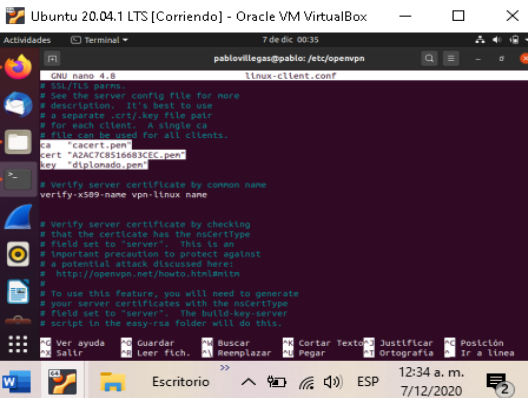 Ubuntu 20.04.1 LTS [Corriendo] - Oracle VM VirtualBox
Actividades Terminal 7 de dic 00:35
pablovillegas@pablo: /etc/openvpn
GNU nano 4.8 linux-client.conf
# SSL/TLS parms.
# See the server config file for more
# description. It's best to use
# a separate .crt/.key file pair
# for each client. A single ca
# file can be used for all clients.
ca "cacert.pem"
cert "A2AC7C8516683CEC.pem"
key "diplomado.pem"
# Verify server certificate by common name
verify-x509-name vpn-linux name
# Verify server certificate by checking
# that the certicate has the nsCertType
# field set to "server". This is an
# important precaution to protect against
# a potential attack discussed here:
# http://openvpn.net/howto.html#mitm
#
# To use this feature, you will need to generate
# your server certificates with the nsCertType
# field set to "server". The build-key-server
# script in the easy-rsa folder will do this.
^G Ver ayuda ^O Guardar ^W Buscar ^K Cortar Texto ^J Justificar ^C Posición
^X Salir ^R Leer fich. ^\ Reemplazar ^U Pegar ^T Ortografía ^_ Ir a línea
Escritorio » ESP 12:34 a. m.
7/12/2020 2